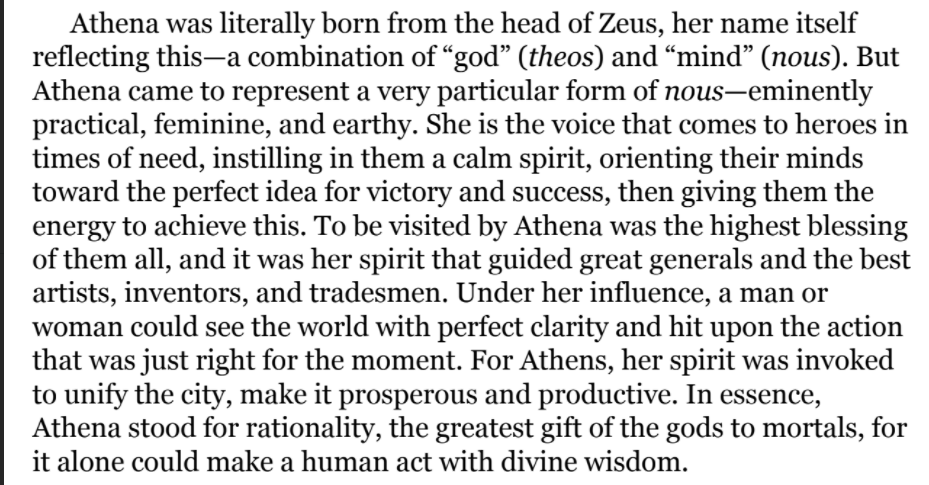 Athena was literally born from the head of Zeus, her name itself
reflecting this—a combination of “god” (theos) and “mind” (nous). But
Athena came to represent a very particular form of nous—eminently
practical, feminine, and earthy. She is the voice that comes to heroes in
times of need, instilling in them a calm spirit, orienting their minds
toward the perfect idea for victory and success, then giving them the
energy to achieve this. To be visited by Athena was the highest blessing
of them all, and it was her spirit that guided great generals and the best
artists, inventors, and tradesmen. Under her influence, a man or
woman could see the world with perfect clarity and hit upon the action
that was just right for the moment. For Athens, her spirit was invoked
to unify the city, make it prosperous and productive. In essence,
Athena stood for rationality, the greatest gift of the gods to mortals, for
it alone could make a human act with divine wisdom.